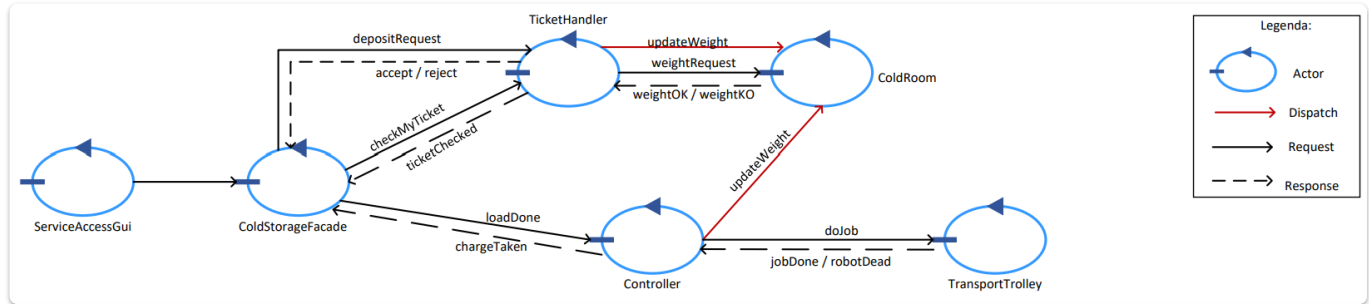 TicketHandler
Legenda:
depositRequest
updateWeight
weightRequest
accept / reject
ColdRoom
Actor
weightOK / weightKO
Dispatch
checkMyTicket
ticketChecked
Request
updateWeight
Response
ServiceAccessGui
ColdStorageFacade
loadDone
chargeTaken
doJob
jobDone / robotDead
Controller
TransportTrolley